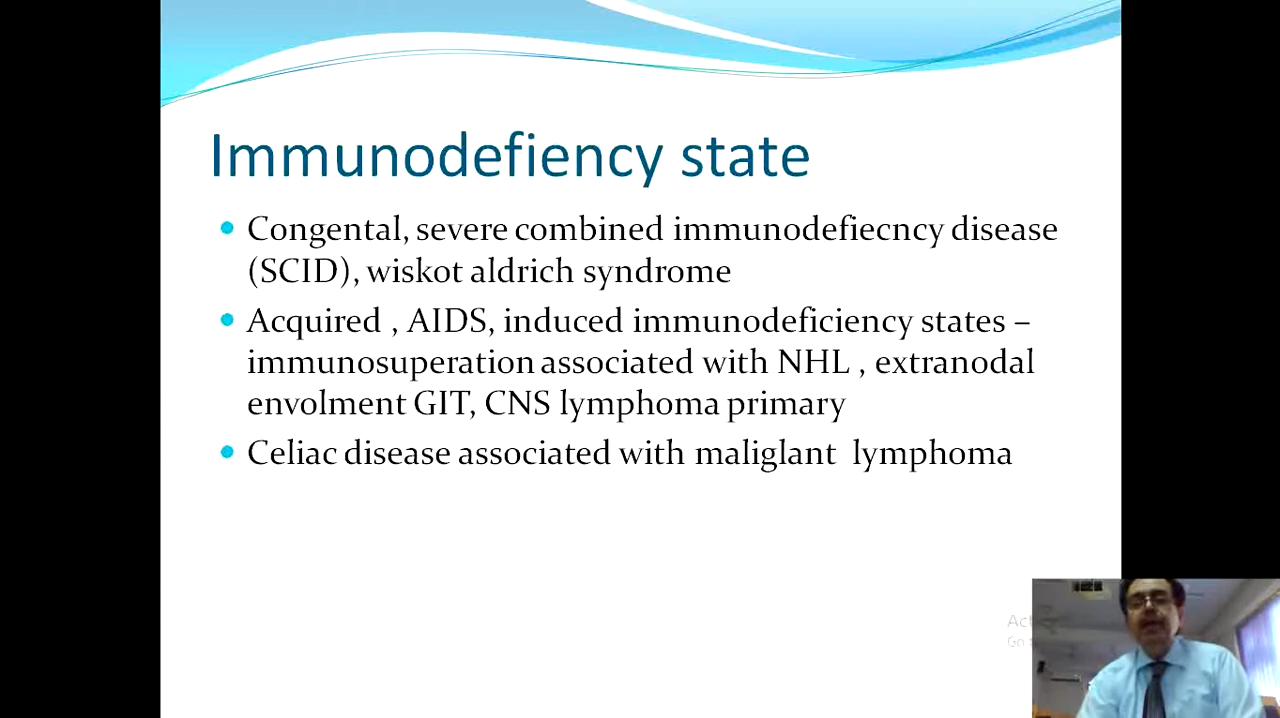 Immunodefiency state
Congental, severe combined immunodefiecncy disease
(SCID), wiskot aldrich syndrome
Acquired , AIDS, induced immunodeficiency states –
immunosuperation associated with NHL , extranodal
envolment GIT, CNS lymphoma primary
Celiac disease associated with maliglant lymphoma